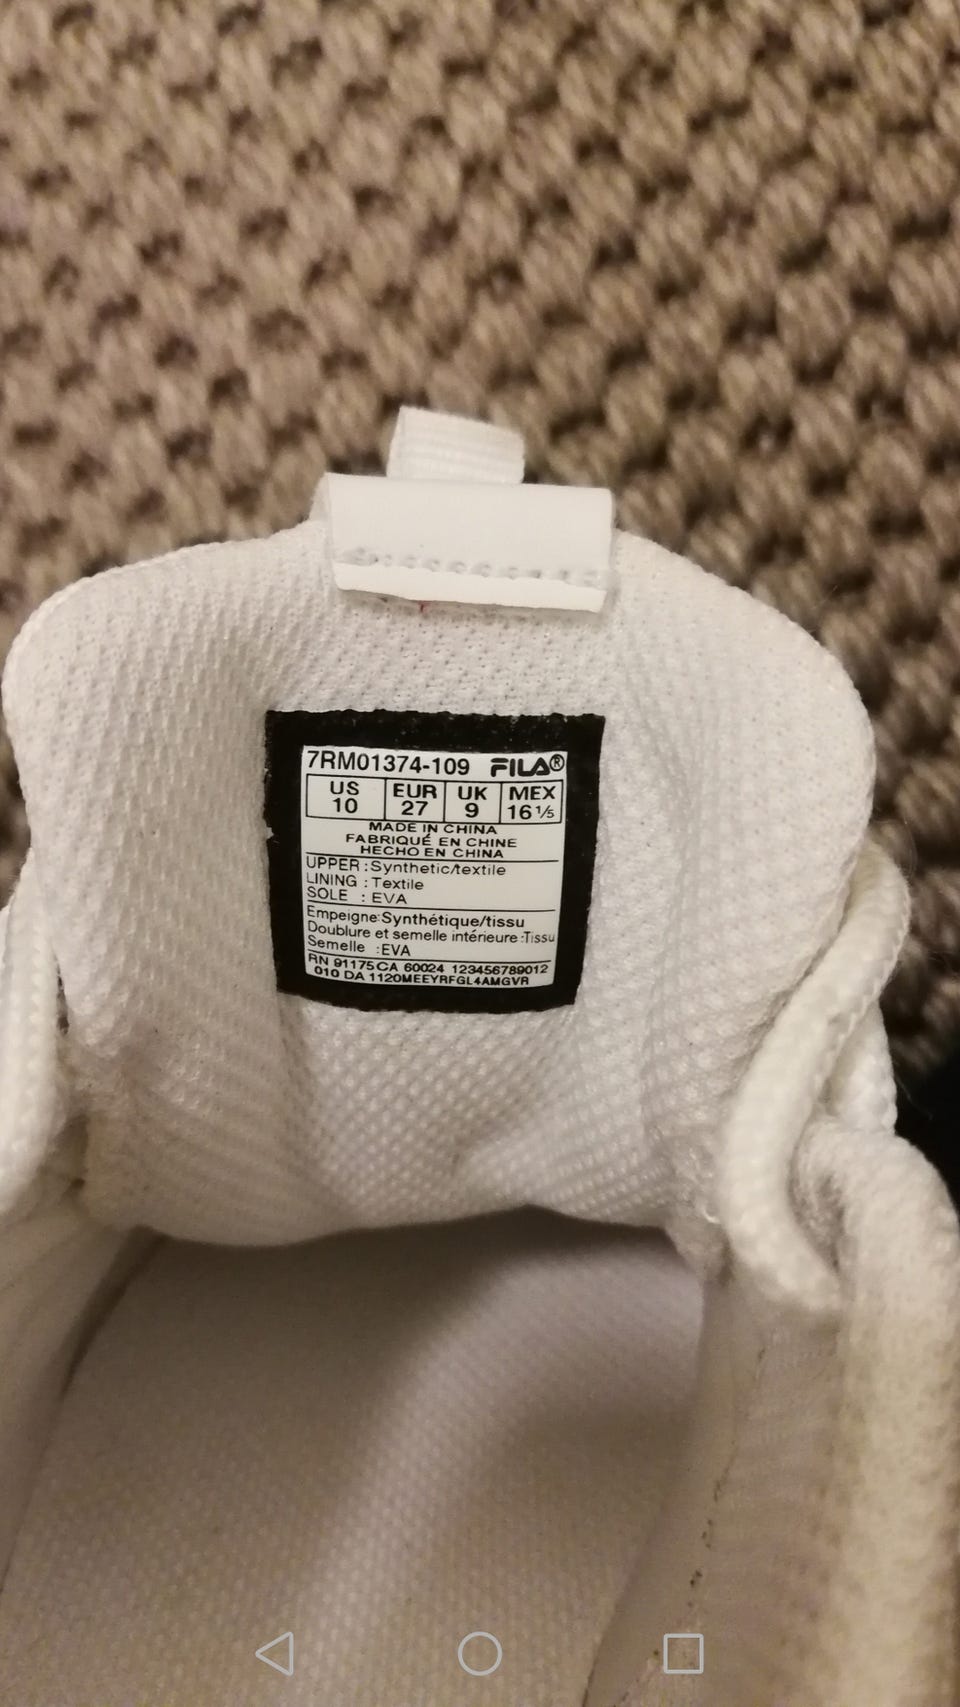 7RM01374-109 FILA®
US EUR UK MEX
10 27 9 16 1/5
MADE IN CHINA
FABRIQUÉ EN CHINE
HECHO EN CHINA
UPPER : Synthetic/textile
LINING : Textile
SOLE : EVA
Empeigne:Synthétique/tissu
Doublure et semelle intérieure :Tissu
Semelle :EVA
RN 91175CA 60024 123456789012
010 DA 1120MEEYRFGL4AMGVR